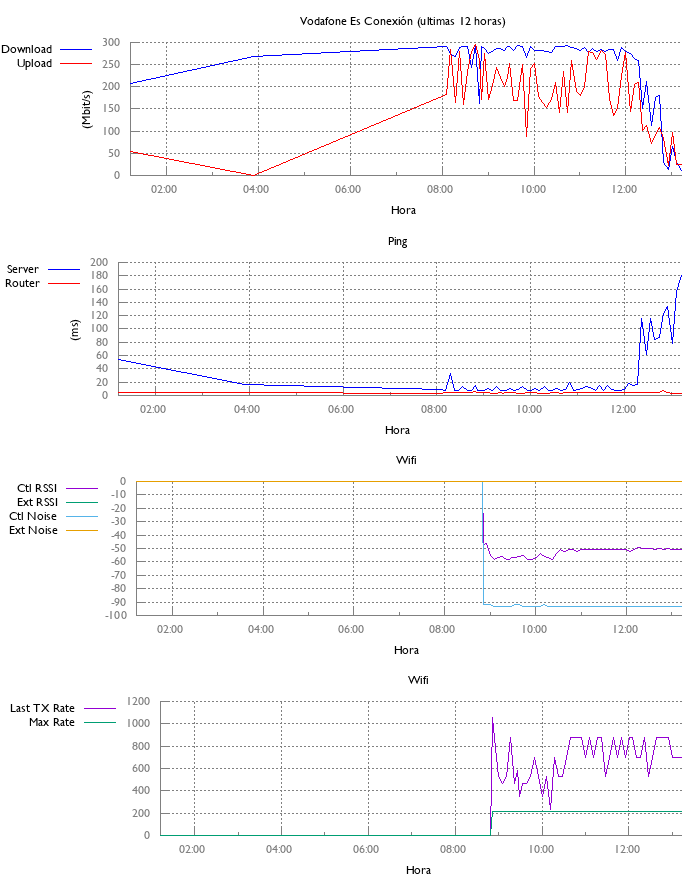 Vodafone Es Conexión (ultimas 12 horas)
Download
Upload
(Mbit/s)
300
250
200
150
100
50
0
02:00 04:00 06:00 08:00 10:00 12:00
Hora
Ping
Server
Router
(ms)
200
180
160
140
120
100
80
60
40
20
0
02:00 04:00 06:00 08:00 10:00 12:00
Hora
Wifi
Ctl RSSI
Ext RSSI
Ctl Noise
Ext Noise
0
-10
-20
-30
-40
-50
-60
-70
-80
-90
-100
02:00 04:00 06:00 08:00 10:00 12:00
Hora
Wifi
Last TX Rate
Max Rate
1200
1000
800
600
400
200
0
02:00 04:00 06:00 08:00 10:00 12:00
Hora